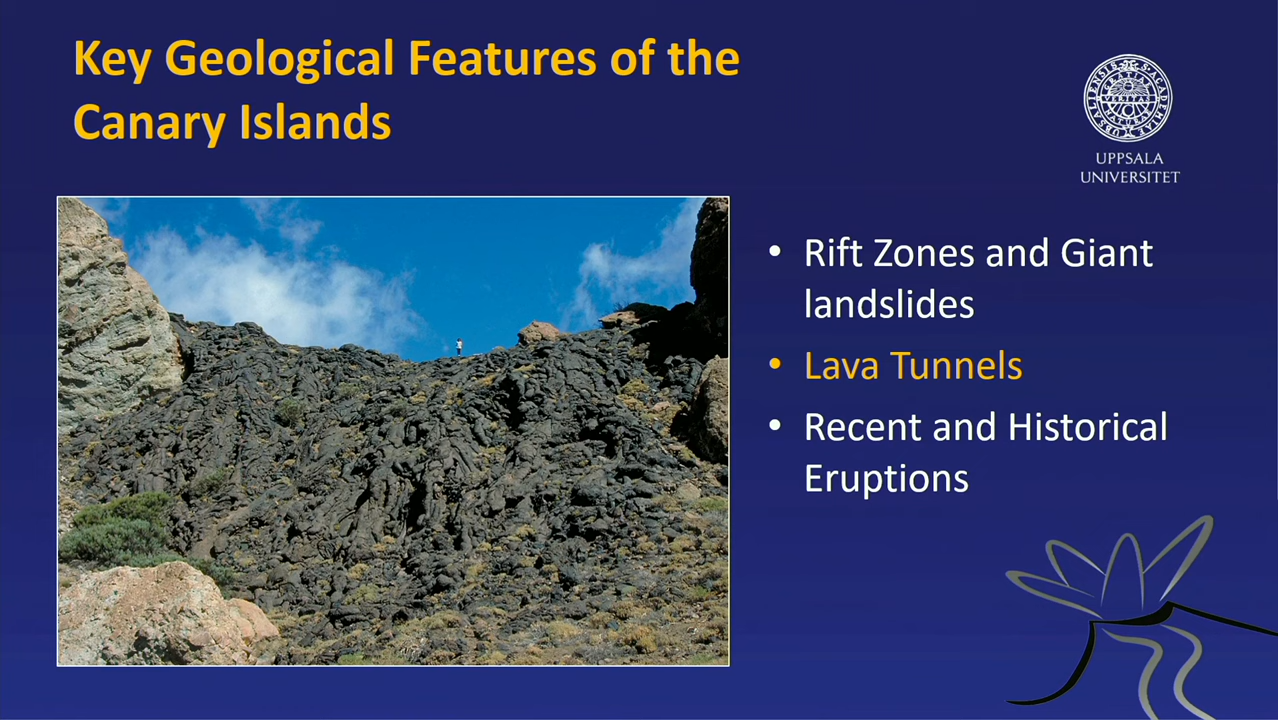 Key Geological Features of the
Canary Islands
UPPSALA
UNIVERSITET
• Rift Zones and Giant
landslides
• Lava Tunnels
• Recent and Historical
Eruptions